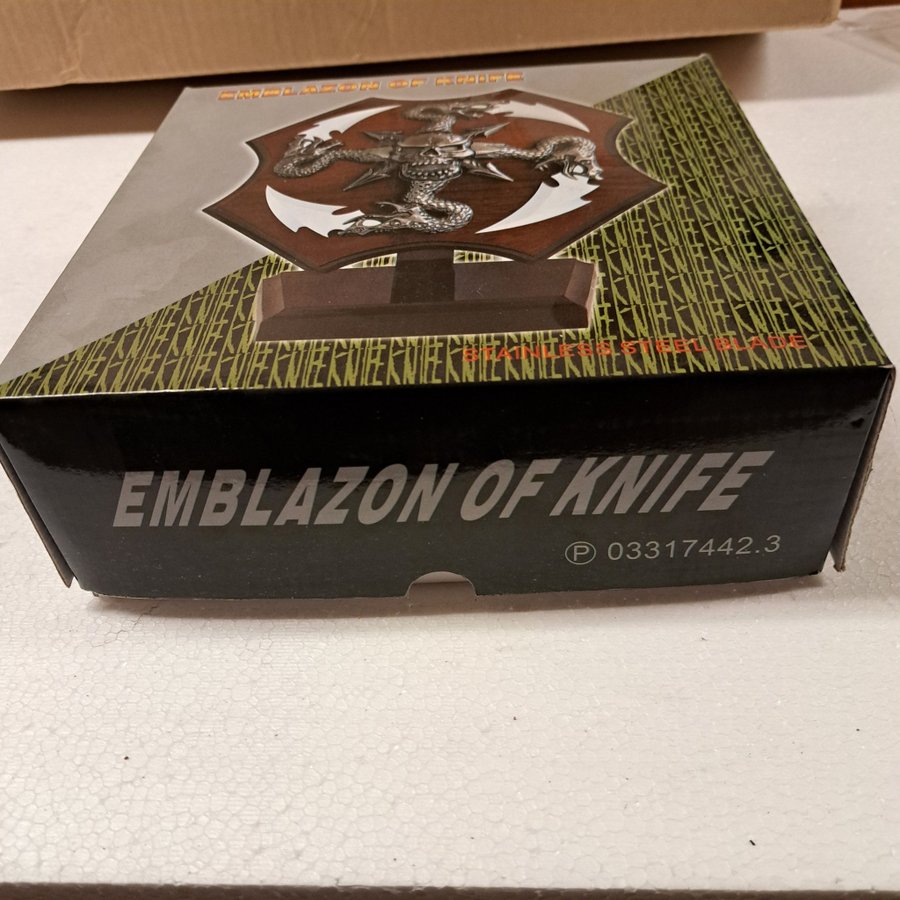 EMBLAZON OF KNIFE
STAINLESS STEEL BLADE
EMBLAZON OF KNIFE
Ⓟ 03317442.3